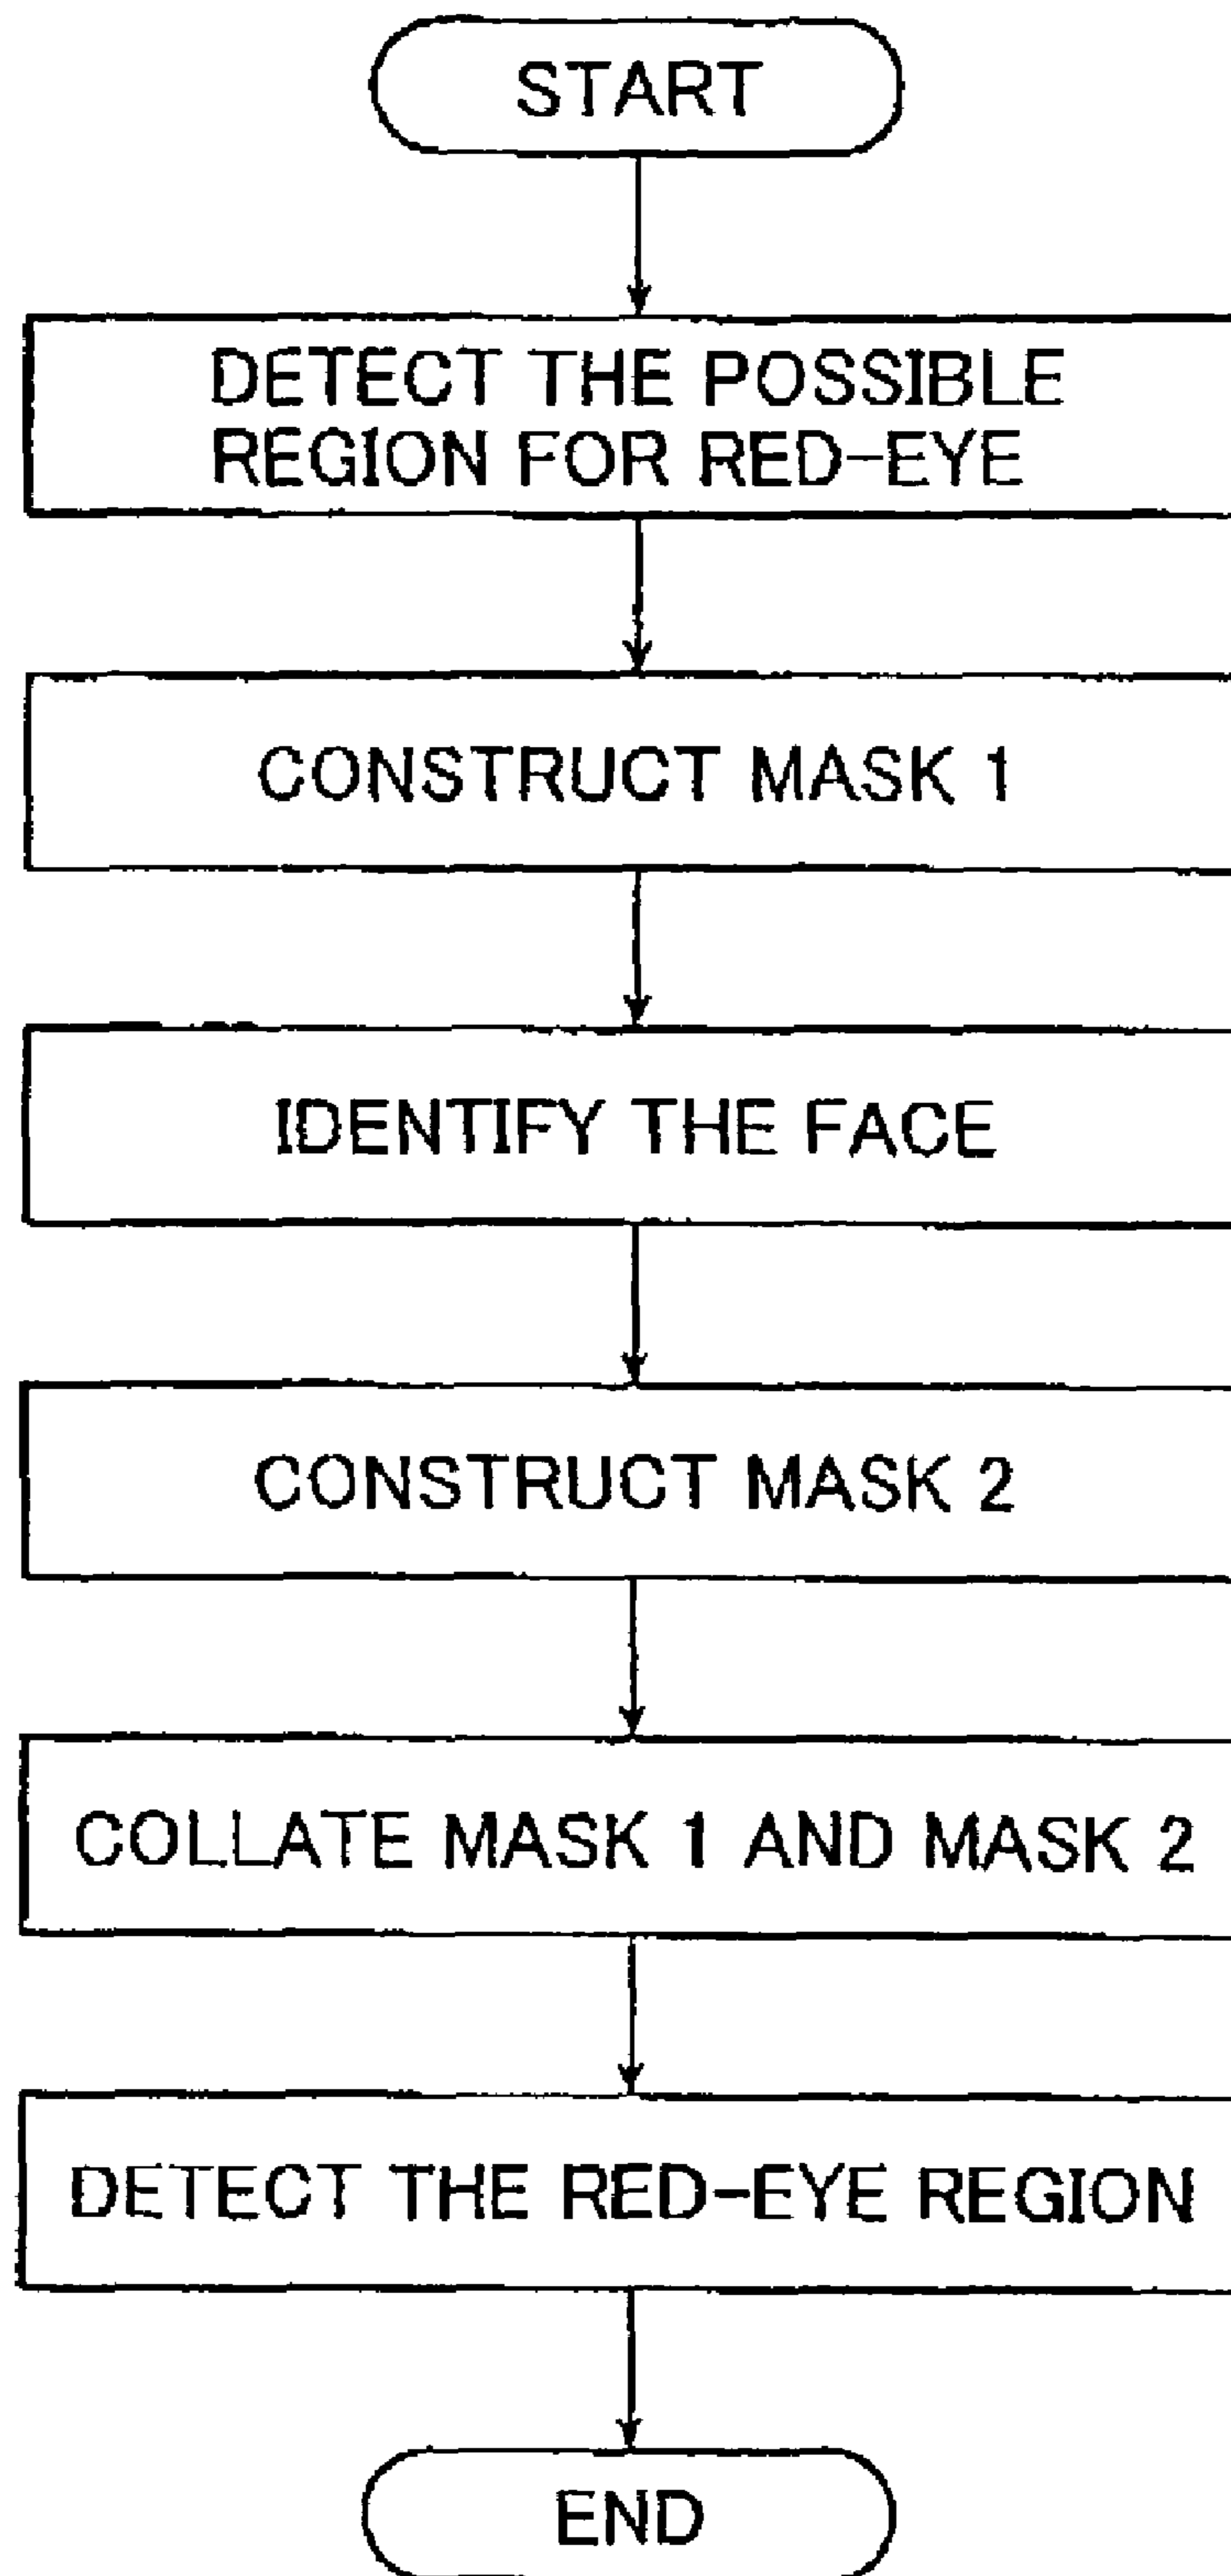 START
DETECT THE POSSIBLE
REGION FOR RED-EYE
CONSTRUCT MASK 1
IDENTIFY THE FACE
CONSTRUCT MASK 2
COLLATE MASK 1 AND MASK 2
DETECT THE RED-EYE REGION
END